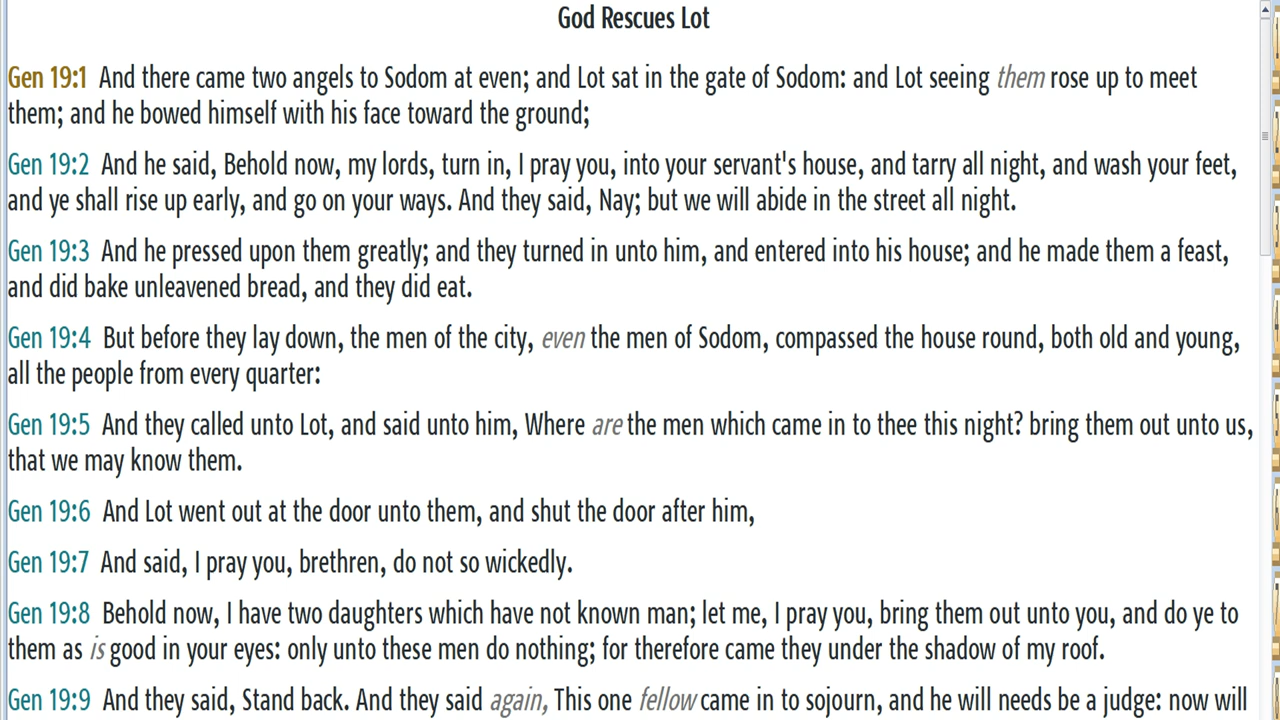 God Rescues Lot
Gen 19:1 And there came two angels to Sodom at even; and Lot sat in the gate of Sodom: and Lot seeing them rose up to meet
them; and he bowed himself with his face toward the ground;
Gen 19:2 And he said, Behold now, my lords, turn in, I pray you, into your servant's house, and tarry all night, and wash your feet,
and ye shall rise up early, and go on your ways. And they said, Nay; but we will abide in the street all night.
Gen 19:3 And he pressed upon them greatly; and they turned in unto him, and entered into his house; and he made them a feast,
and did bake unleavened bread, and they did eat.
Gen 19:4 But before they lay down, the men of the city, even the men of Sodom, compassed the house round, both old and young,
all the people from every quarter:
Gen 19:5 And they called unto Lot, and said unto him, Where are the men which came in to thee this night? bring them out unto us,
that we may know them.
Gen 19:6 And Lot went out at the door unto them, and shut the door after him,
Gen 19:7 And said, I pray you, brethren, do not so wickedly.
Gen 19:8 Behold now, I have two daughters which have not known man; let me, I pray you, bring them out unto you, and do ye to
them as is good in your eyes: only unto these men do nothing; for therefore came they under the shadow of my roof.
Gen 19:9 And they said, Stand back. And they said again, This one fellow came in to sojourn, and he will needs be a judge: now will